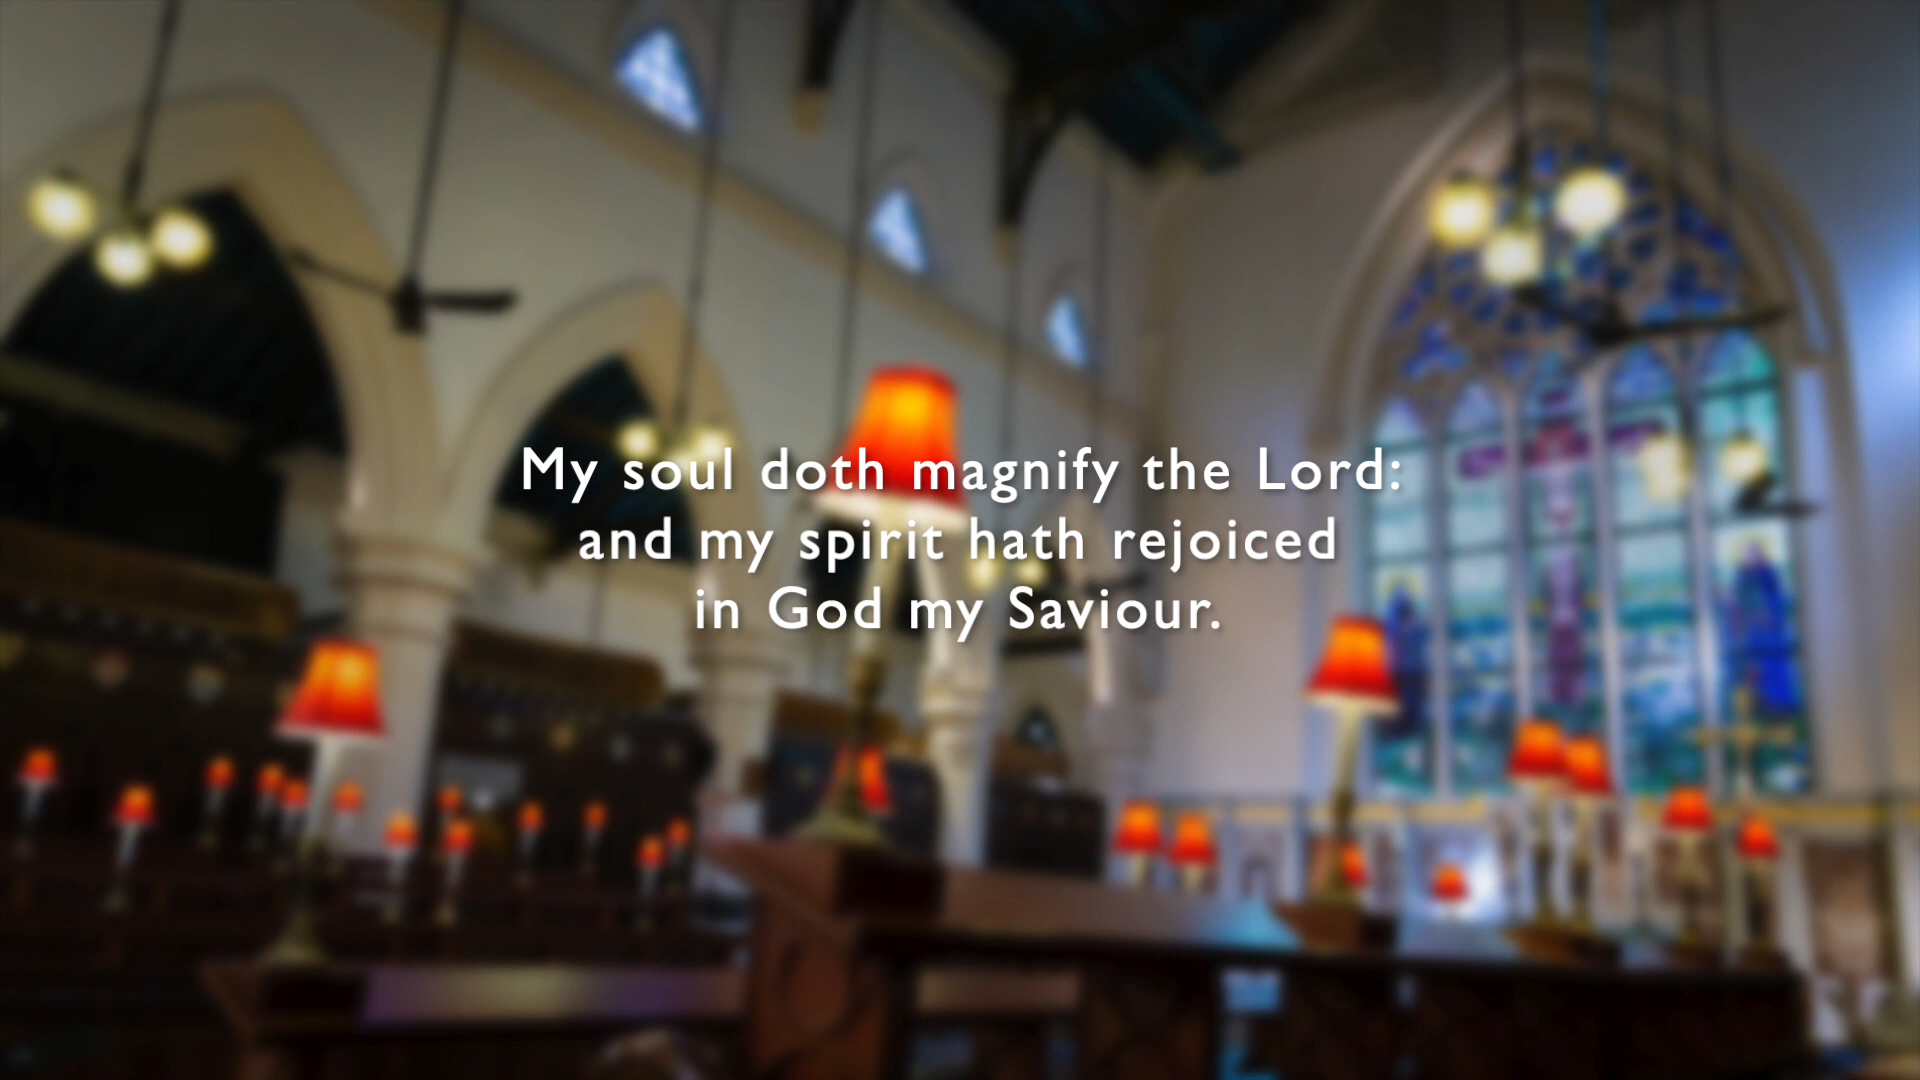 My soul doth magnify the Lord:
and my spirit hath rejoiced
in God my Saviour.